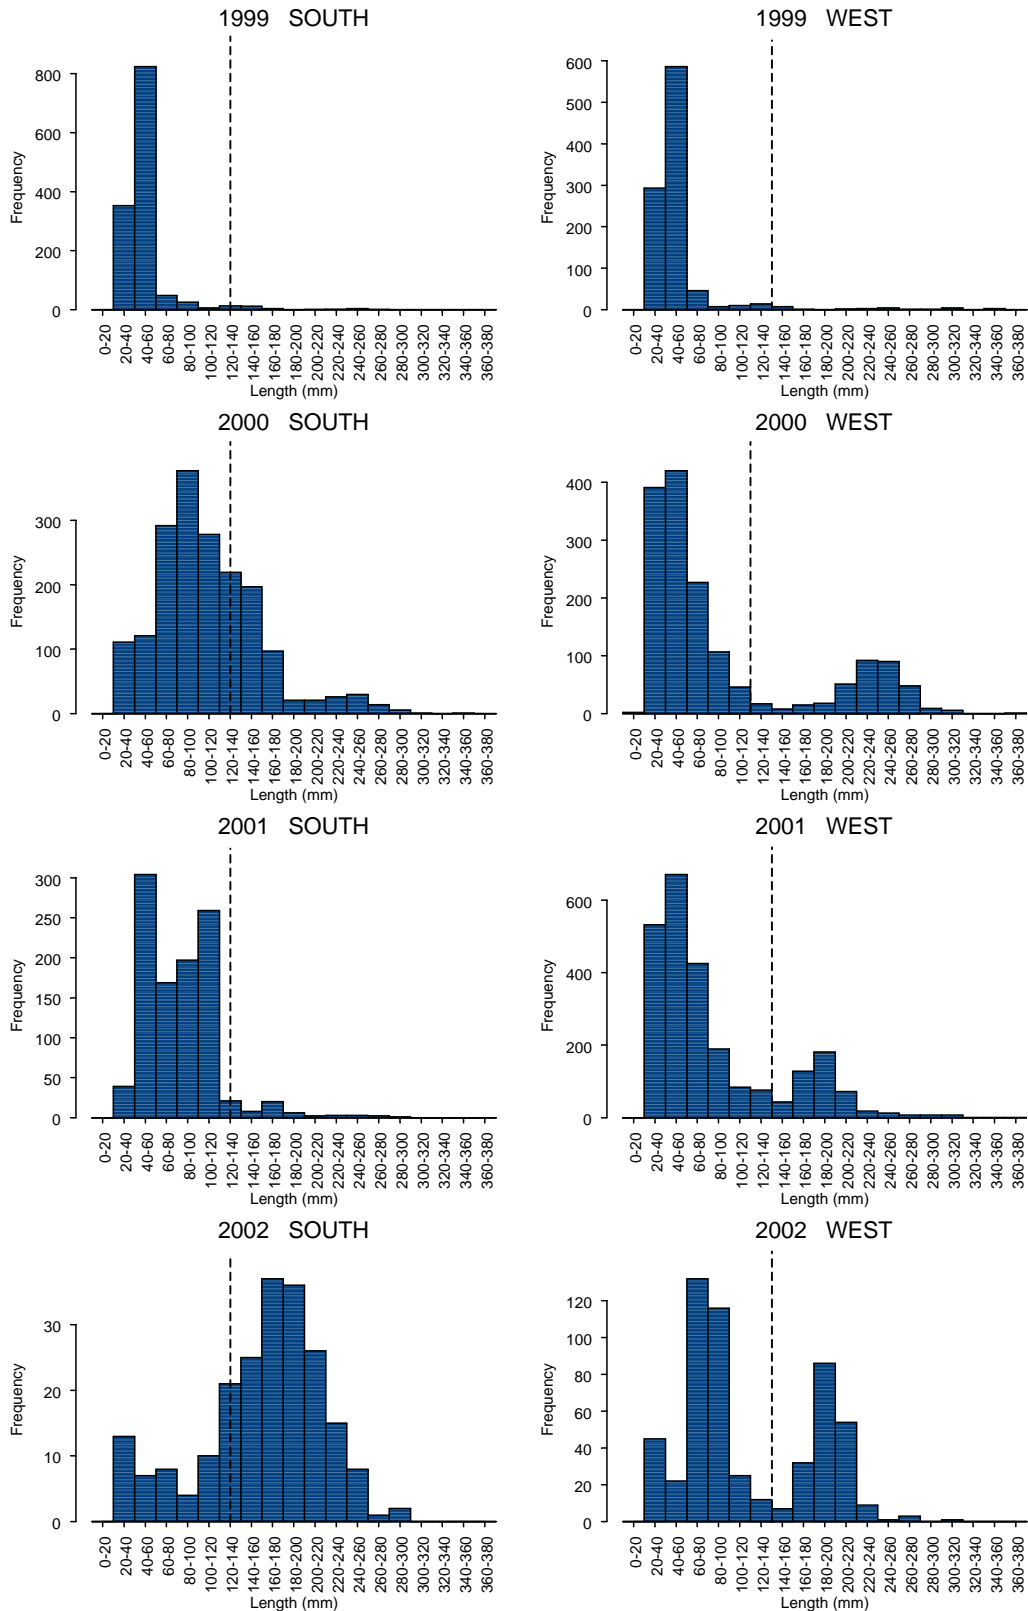 1999 SOUTH
Frequency
800
600
400
200
0
0-20 20-40 40-60 60-80 80-100 100-120 120-140 140-160 160-180 180-200 200-220 220-240 240-260 260-280 280-300 300-320 320-340 340-360 360-380
Length (mm)
1999 WEST
Frequency
600
500
400
300
200
100
0
0-20 20-40 40-60 60-80 80-100 100-120 120-140 140-160 160-180 180-200 200-220 220-240 240-260 260-280 280-300 300-320 320-340 340-360 360-380
Length (mm)
2000 SOUTH
Frequency
300
200
100
0
0-20 20-40 40-60 60-80 80-100 100-120 120-140 140-160 160-180 180-200 200-220 220-240 240-260 260-280 280-300 300-320 320-340 340-360 360-380
Length (mm)
2000 WEST
Frequency
400
300
200
100
0
0-20 20-40 40-60 60-80 80-100 100-120 120-140 140-160 160-180 180-200 200-220 220-240 240-260 260-280 280-300 300-320 320-340 340-360 360-380
Length (mm)
2001 SOUTH
Frequency
300
250
200
150
100
50
0
0-20 20-40 40-60 60-80 80-100 100-120 120-140 140-160 160-180 180-200 200-220 220-240 240-260 260-280 280-300 300-320 320-340 340-360 360-380
Length (mm)
2001 WEST
Frequency
600
400
200
0
0-20 20-40 40-60 60-80 80-100 100-120 120-140 140-160 160-180 180-200 200-220 220-240 240-260 260-280 280-300 300-320 320-340 340-360 360-380
Length (mm)
2002 SOUTH
Frequency
30
20
10
0
0-20 20-40 40-60 60-80 80-100 100-120 120-140 140-160 160-180 180-200 200-220 220-240 240-260 260-280 280-300 300-320 320-340 340-360 360-380
Length (mm)
2002 WEST
Frequency
120
100
80
60
40
20
0
0-20 20-40 40-60 60-80 80-100 100-120 120-140 140-160 160-180 180-200 200-220 220-240 240-260 260-280 280-300 300-320 320-340 340-360 360-380
Length (mm)